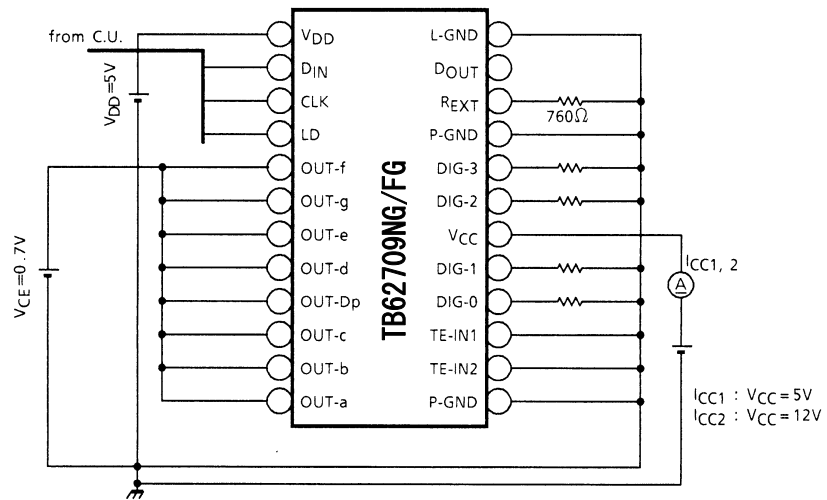 from C.U.
VDD=5V
VCE=0.7V
VDD
DIN
CLK
LD
OUT-f
OUT-g
OUT-e
OUT-d
OUT-Dp
OUT-c
OUT-b
OUT-a
TB62709NG/FG
L-GND
DOUT
REXT
P-GND
DIG-3
DIG-2
VCC
DIG-1
DIG-0
TE-IN1
TE-IN2
P-GND
760Ω
ICC1, 2
A
ICC1 : VCC=5V
ICC2 : VCC=12V